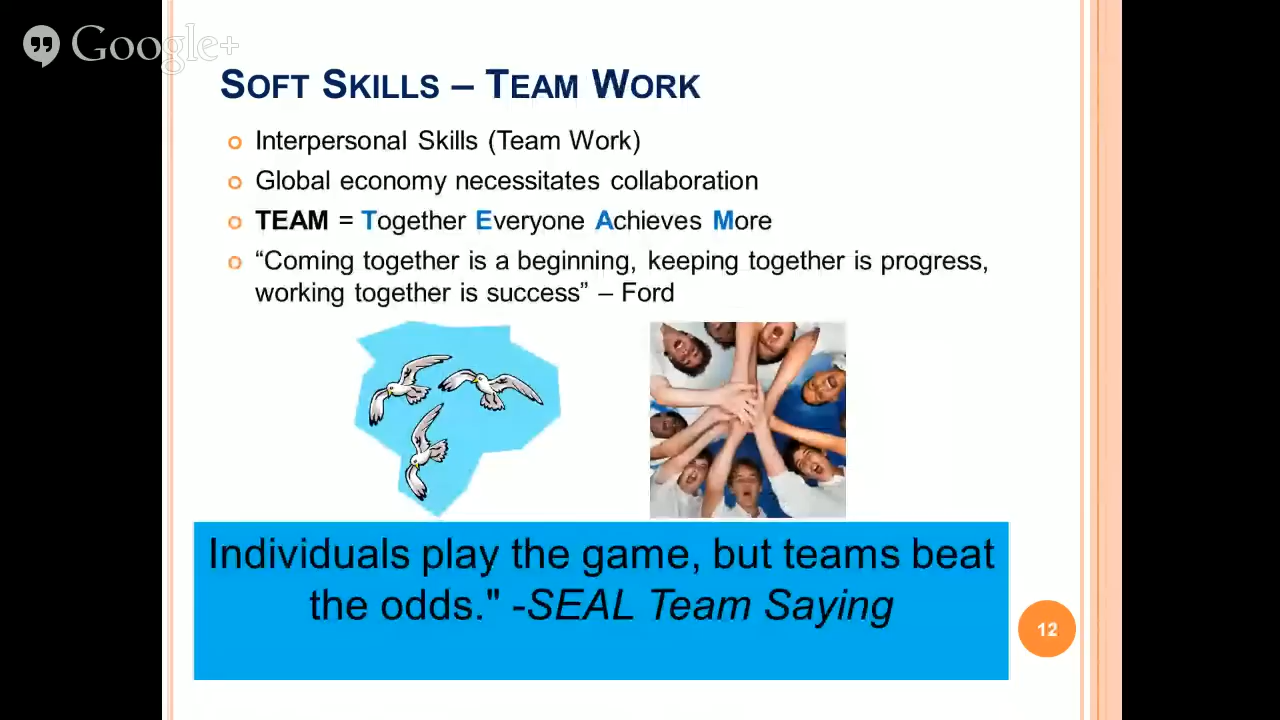 Google+
SOFT SKILLS – TEAM WORK
Interpersonal Skills (Team Work)
Global economy necessitates collaboration
TEAM = Together Everyone Achieves More
“Coming together is a beginning, keeping together is progress,
working together is success” – Ford
Individuals play the game, but teams beat
the odds." -SEAL Team Saying
12